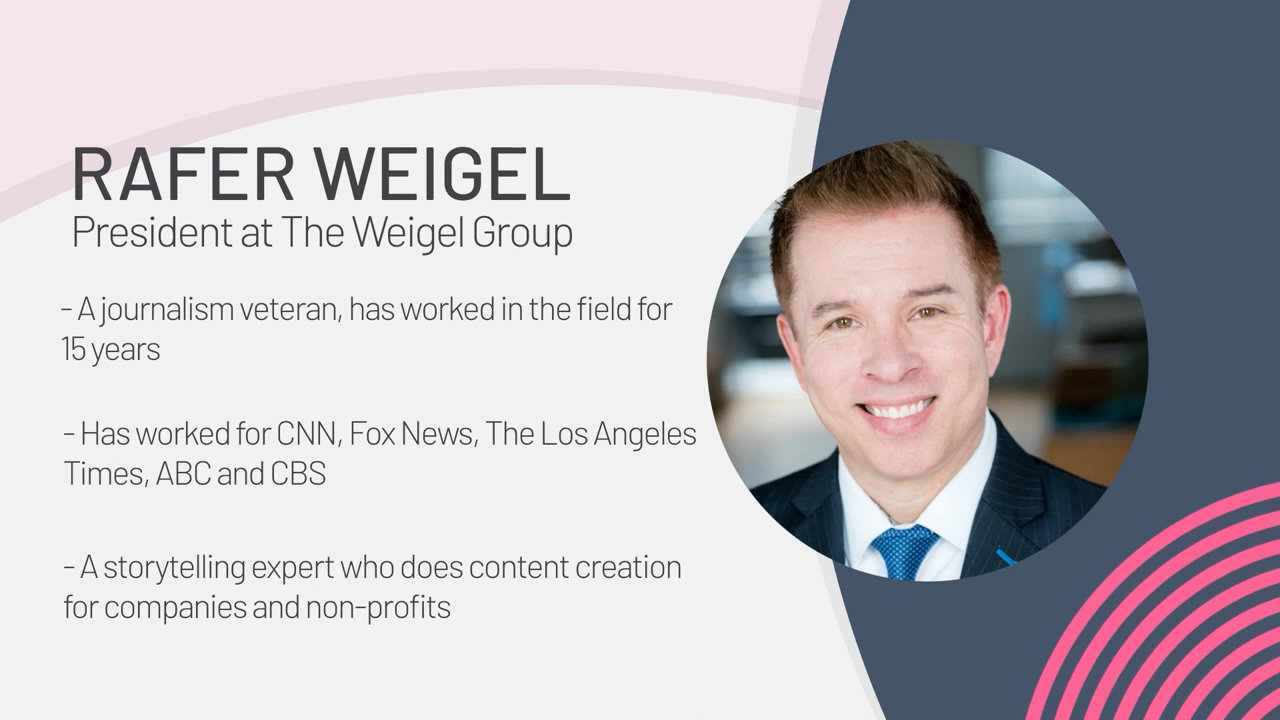 RAFER WEIGEL
President at The Weigel Group
- A journalism veteran, has worked in the field for
15 years
- Has worked for CNN, Fox News, The Los Angeles
Times, ABC and CBS
- A storytelling expert who does content creation
for companies and non-profits